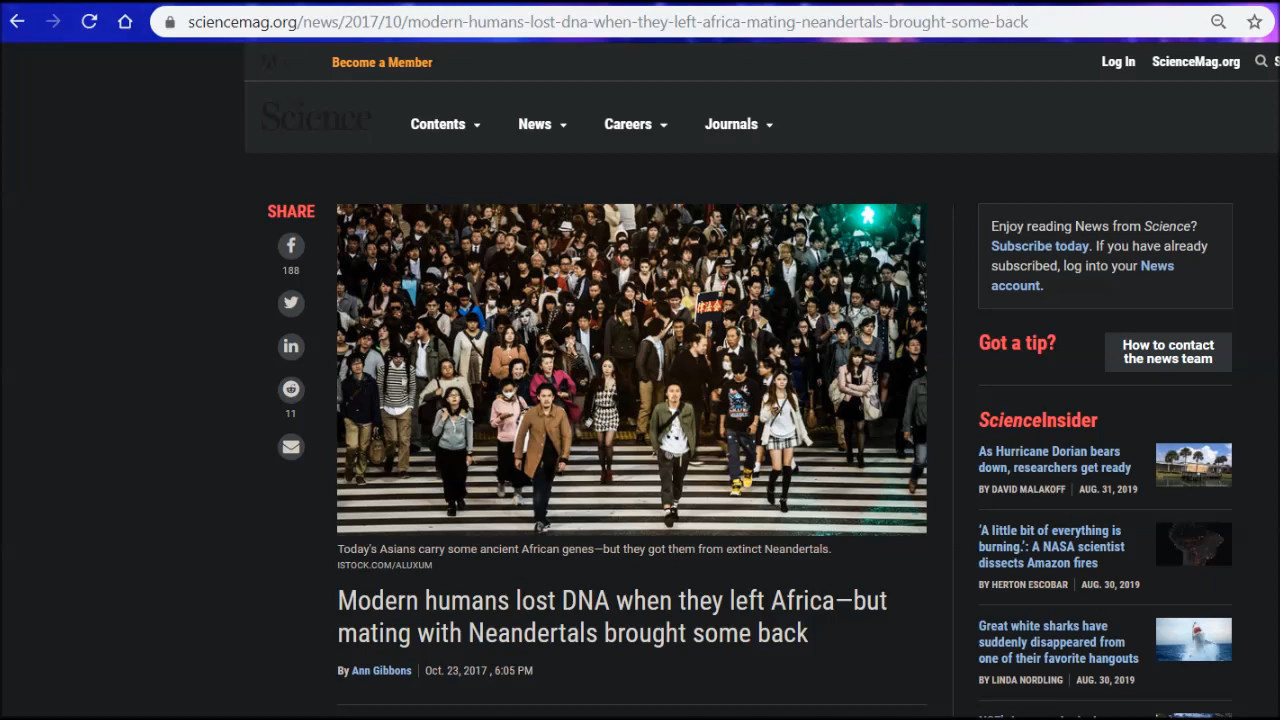 sciencemag.org/news/2017/10/modern-humans-lost-dna-when-they-left-africa-mating-neandertals-brought-some-back
Become a Member
Log In
ScienceMag.org
Science
Contents
News
Careers
Journals
SHARE
188
11
Today's Asians carry some ancient African genes—but they got them from extinct Neandertals.
ISTOCK.COM/ALUXUM
Modern humans lost DNA when they left Africa—but
mating with Neandertals brought some back
By Ann Gibbons
Oct. 23, 2017 , 6:05 PM
Enjoy reading News from Science?
Subscribe today. If you have already
subscribed, log into your News
account.
Got a tip?
How to contact
the news team
ScienceInsider
As Hurricane Dorian bears
down, researchers get ready
BY DAVID MALAKOFF
AUG. 31, 2019
‘A little bit of everything is
burning.’: A NASA scientist
dissects Amazon fires
BY HERTON ESCOBAR
AUG. 30, 2019
Great white sharks have
suddenly disappeared from
one of their favorite hangouts
BY LINDA NORDLING
AUG. 30, 2019